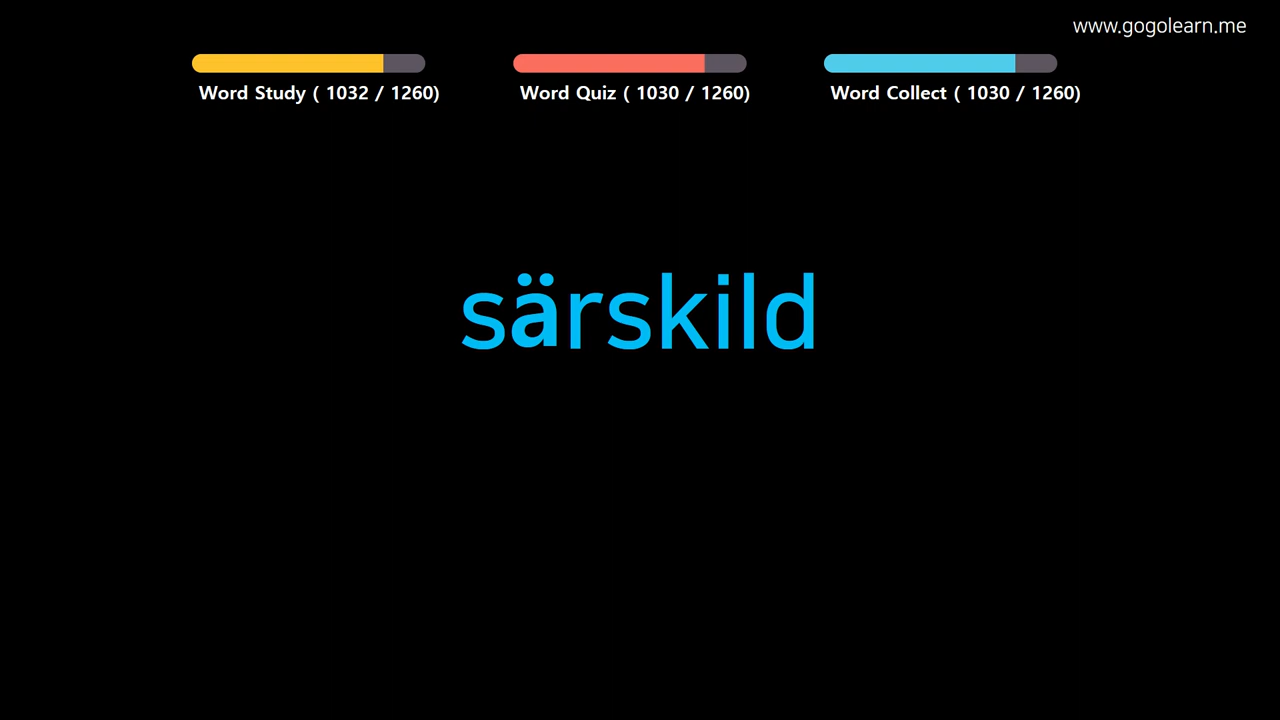 www.gogolearn.me
Word Study ( 1032 / 1260)
Word Quiz ( 1030 / 1260)
Word Collect ( 1030 / 1260)
särskild